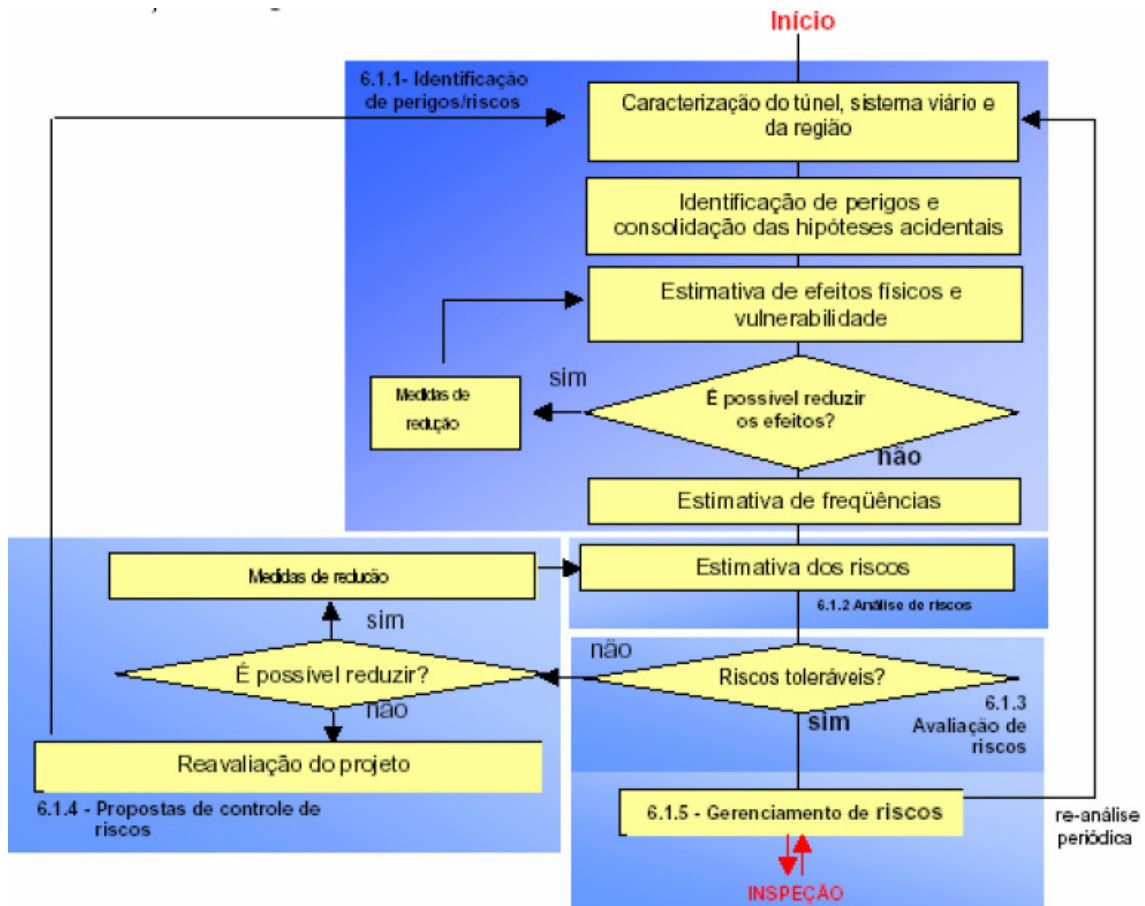 Início
6.1.1- Identificação
de perigos/riscos
Caracterização do túnel, sistema viário e
da região
Identificação de perigos e
consolidação das hipóteses acidentais
Estimativa de efeitos físicos e
vulnerabilidade
sim
Medidas de
redução
É possível reduzir
os efeitos?
não
Estimativa de freqüências
Medidas de redução
Estimativa dos riscos
6.1.2 Análise de riscos
sim
não
É possível reduzir?
Riscos toleráveis?
não
sim
6.1.3
Avaliação de
riscos
Reavaliação do projeto
6.1.4 - Propostas de controle de
riscos
6.1.5 - Gerenciamento de riscos
re-análise
periódica
INSPEÇÃO